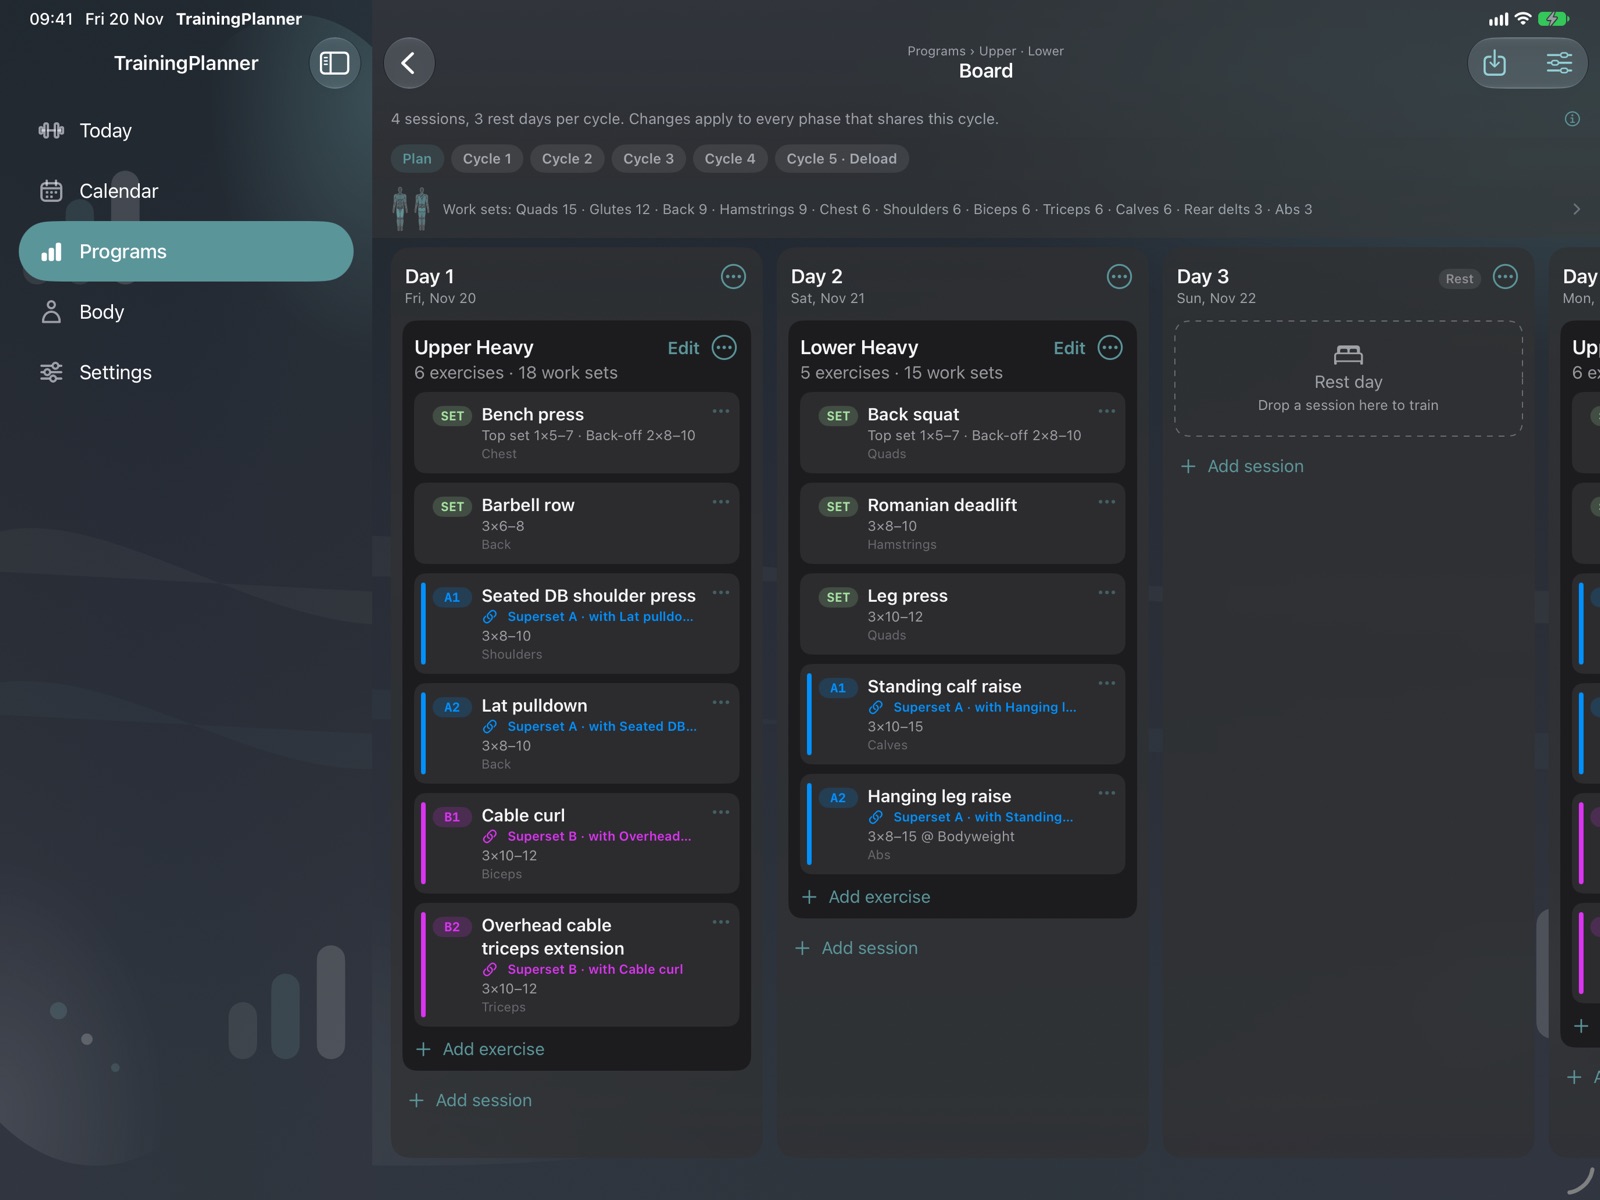 09:41 Fri 20 Nov TrainingPlanner
TrainingPlanner
Today
Calendar
Programs
Body
Settings
Programs › Upper · Lower
Board
4 sessions, 3 rest days per cycle. Changes apply to every phase that shares this cycle.
Plan
Cycle 1
Cycle 2
Cycle 3
Cycle 4
Cycle 5 · Deload
Work sets: Quads 15 · Glutes 12 · Back 9 · Hamstrings 9 · Chest 6 · Shoulders 6 · Biceps 6 · Triceps 6 · Calves 6 · Rear delts 3 · Abs 3
Day 1
Fri, Nov 20
Upper Heavy
Edit
6 exercises · 18 work sets
SET Bench press
Top set 1×5–7 · Back-off 2×8–10
Chest
SET Barbell row
3×6–8
Back
A1 Seated DB shoulder press
Superset A · with Lat pulldo...
3×8–10
Shoulders
A2 Lat pulldown
Superset A · with Seated DB...
3×8–10
Back
B1 Cable curl
Superset B · with Overhead...
3×10–12
Biceps
B2 Overhead cable
triceps extension
Superset B · with Cable curl
3×10–12
Triceps
+ Add exercise
+ Add session
Day 2
Sat, Nov 21
Lower Heavy
Edit
5 exercises · 15 work sets
SET Back squat
Top set 1×5–7 · Back-off 2×8–10
Quads
SET Romanian deadlift
3×8–10
Hamstrings
SET Leg press
3×10–12
Quads
A1 Standing calf raise
Superset A · with Hanging l...
3×10–15
Calves
A2 Hanging leg raise
Superset A · with Standing...
3×8–15 @ Bodyweight
Abs
+ Add exercise
+ Add session
Day 3
Rest
Sun, Nov 22
Rest day
Drop a session here to train
+ Add session
Day
Mon,
Up
6 e